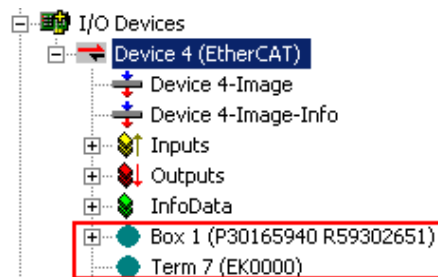 I/O Devices
Device 4 (EtherCAT)
Device 4-Image
Device 4-Image-Info
Inputs
Outputs
InfoData
Box 1 (P30165940 R59302651)
Term 7 (EK0000)